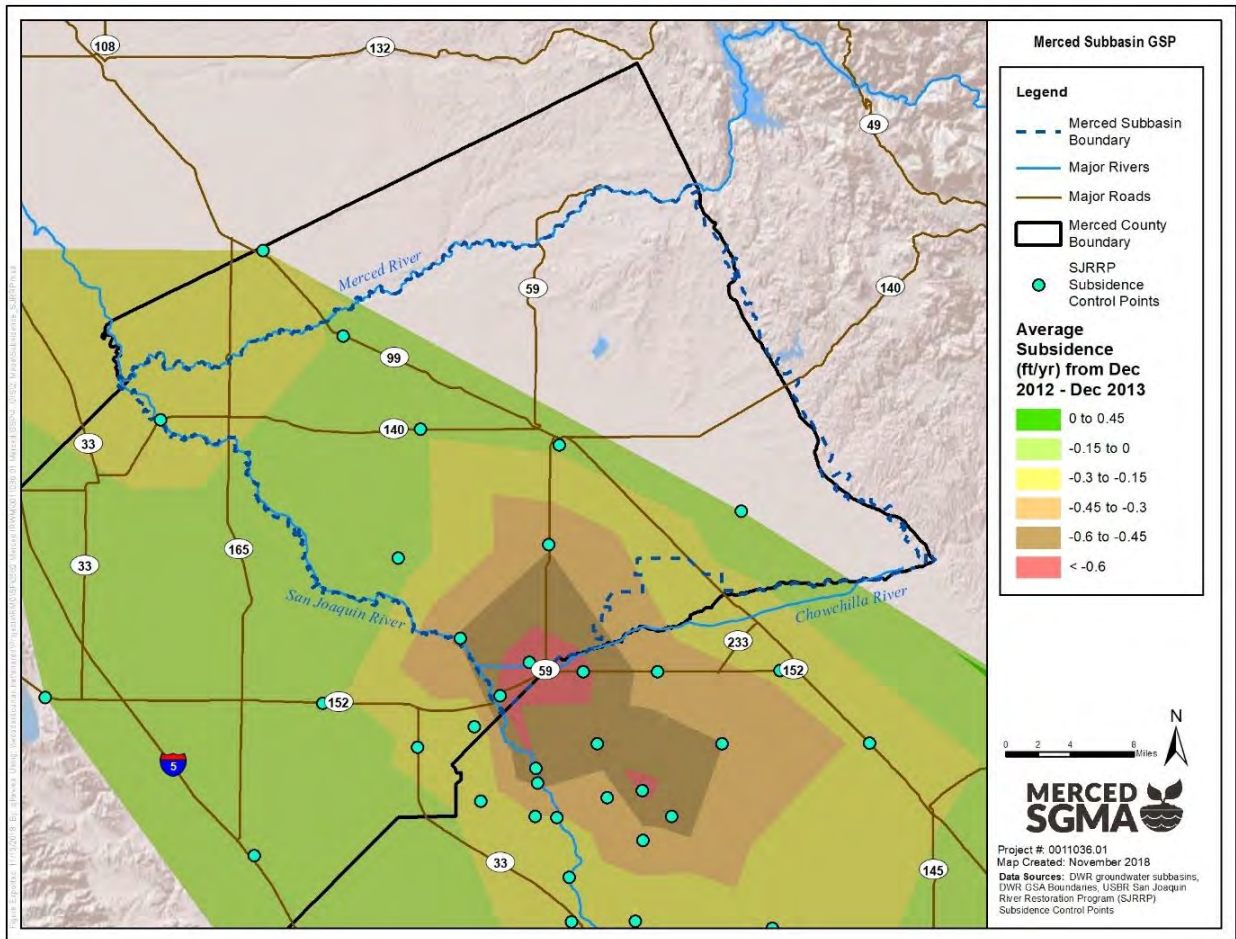 108
132
49
Merced River
59
140
99
140
33
33
165
San Joaquin River
Chowchilla River
233
59
152
152
5
33
145
Merced Subbasin GSP
Legend
Merced Subbasin
Boundary
Major Rivers
Major Roads
Merced County
Boundary
SJRRP
Subsidence
Control Points
Average
Subsidence
(ft/yr) from Dec
2012 - Dec 2013
0 to 0.45
-0.15 to 0
-0.3 to -0.15
-0.45 to -0.3
-0.6 to -0.45
< -0.6
N
0 2 4 8
Miles
MERCED
SGMA
Project #: 0011036.01
Map Created: November 2018
Data Sources: DWR groundwater subbasins,
DWR GSA Boundaries, USBR San Joaquin
River Restoration Program (SJRRP)
Subsidence Control Points